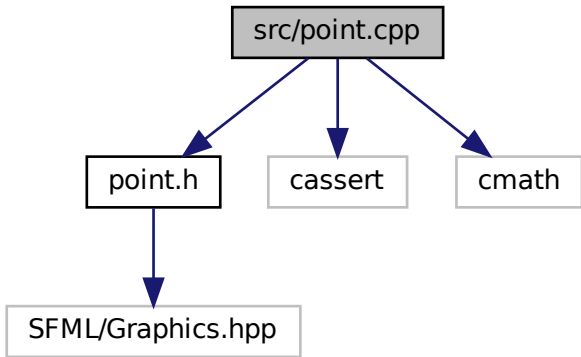 src/point.cpp
point.h
cassert
cmath
SFML/Graphics.hpp